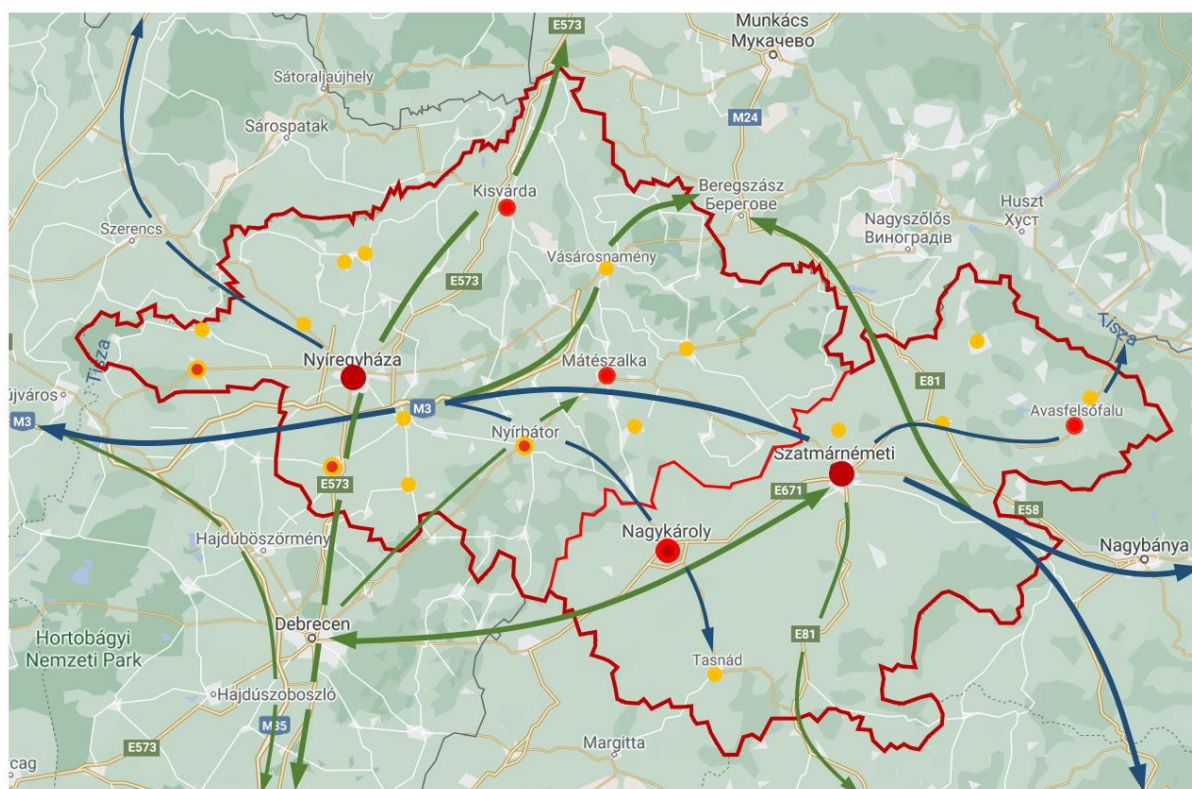 E573
Munkács
Мукачево
Sátoraljaújhely
M24
Sárospatak
Kisvárda
Beregszász
Берегове
Huszt
Хуст
Nagyszőlős
Виноградів
Szerencs
Vásárosnamény
E573
Tisza
Tisza
Nyíregyháza
Mátészalka
E81
újváros
M3
M3
Avasfelsőfalu
Nyírbátor
Szatmárnémeti
E573
E671
E58
Hajdúböszörmény
Nagykároly
Nagybánya
Debrecen
E81
Hortobágyi
Nemzeti Park
Tasnád
Hajdúszoboszló
M35
E573
Margitta
cag